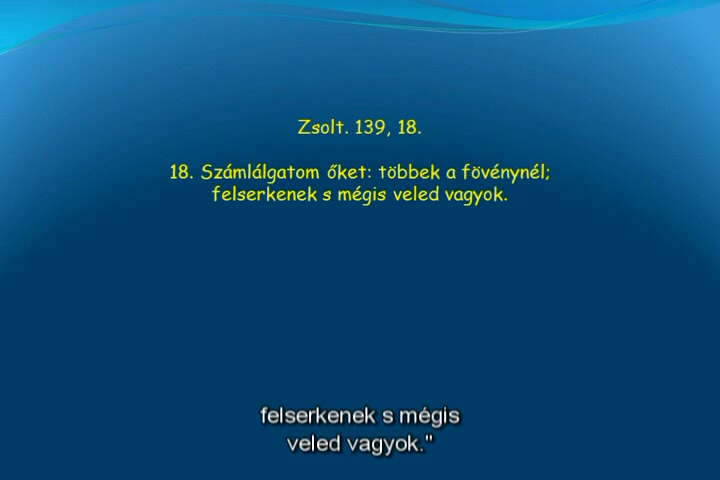 Zsolt. 139, 18.
18. Számlálgatom őket: többek a fövénynél;
felserkenek s mégis veled vagyok.
felserkenek s mégis
veled vagyok."